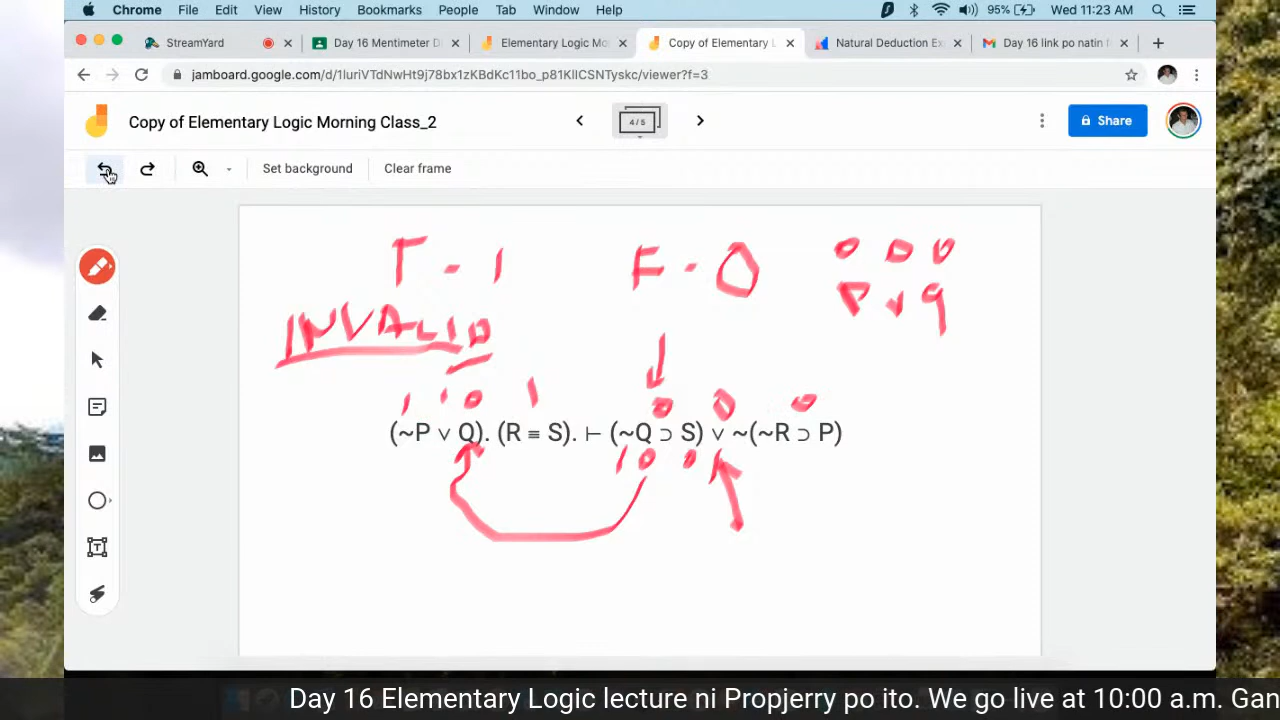 Chrome File Edit View History Bookmarks People Tab Window Help 95% Wed 11:23 AM
StreamYard Day 16 Mentimeter D Elementary Logic Mo Copy of Elementary L Natural Deduction Ex Day 16 link po natin f
jamboard.google.com/d/1luriVTdNwHt9j78bx1zKBdKc11bo_p81KlICSNTyskc/viewer?f=3
Copy of Elementary Logic Morning Class_2 4/5 Share
Set background Clear frame
T - 1 F - 0 0 0 0
P v q
INVALID
1 1 0 1 0 0 0
(~P ∨ Q). (R ≡ S). ⊢ (~Q ⊃ S) ∨ ~(~R ⊃ P)
1 0 0
Day 16 Elementary Logic lecture ni Propjerry po ito. We go live at 10:00 a.m. Gan